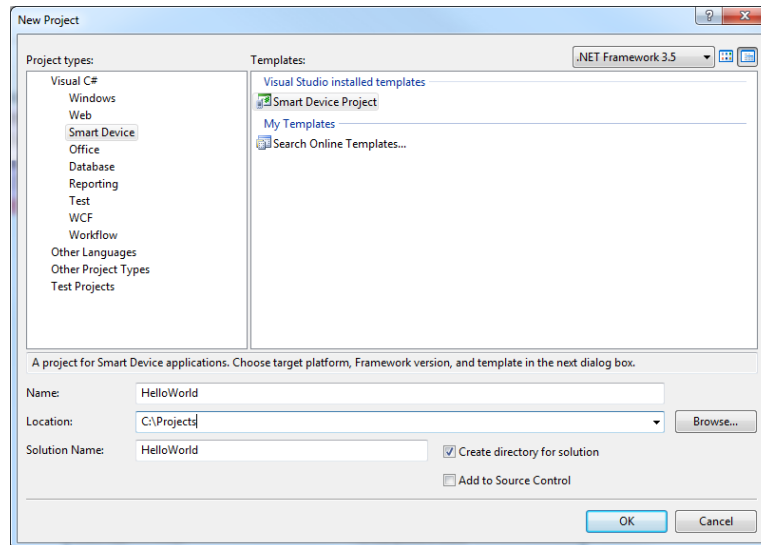 New Project
Project types:
Templates:
.NET Framework 3.5
Visual C#
Windows
Web
Smart Device
Office
Database
Reporting
Test
WCF
Workflow
Other Languages
Other Project Types
Test Projects
Visual Studio installed templates
Smart Device Project
My Templates
Search Online Templates...
A project for Smart Device applications. Choose target platform, Framework version, and template in the next dialog box.
Name:
HelloWorld
Location:
C:\Projects
Browse...
Solution Name:
HelloWorld
Create directory for solution
Add to Source Control
OK
Cancel